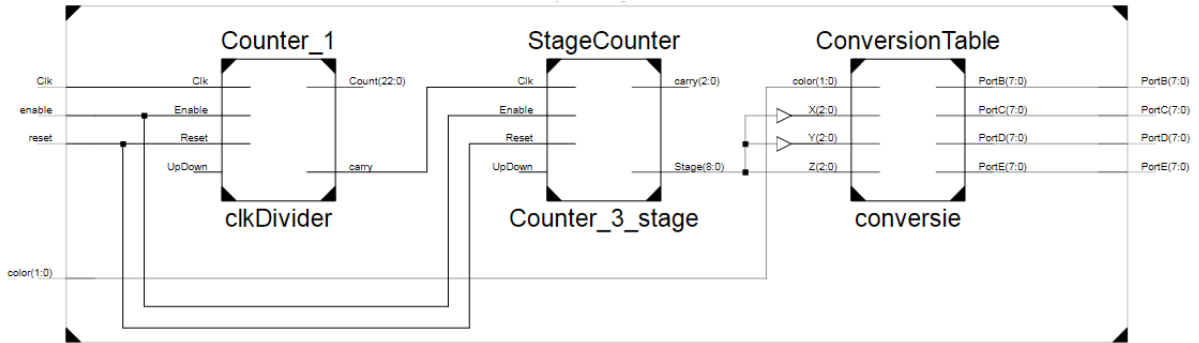 Counter_1 StageCounter ConversionTable
Clk Clk Count(22:0) Clk carry(2:0) color(1:0) PortB(7:0) PortB(7:0)
enable Enable Enable X(2:0) PortC(7:0) PortC(7:0)
reset Reset Reset Y(2:0) PortD(7:0) PortD(7:0)
UpDown carry UpDown Stage(8:0) Z(2:0) PortE(7:0) PortE(7:0)
clkDivider Counter_3_stage conversie
color(1:0)